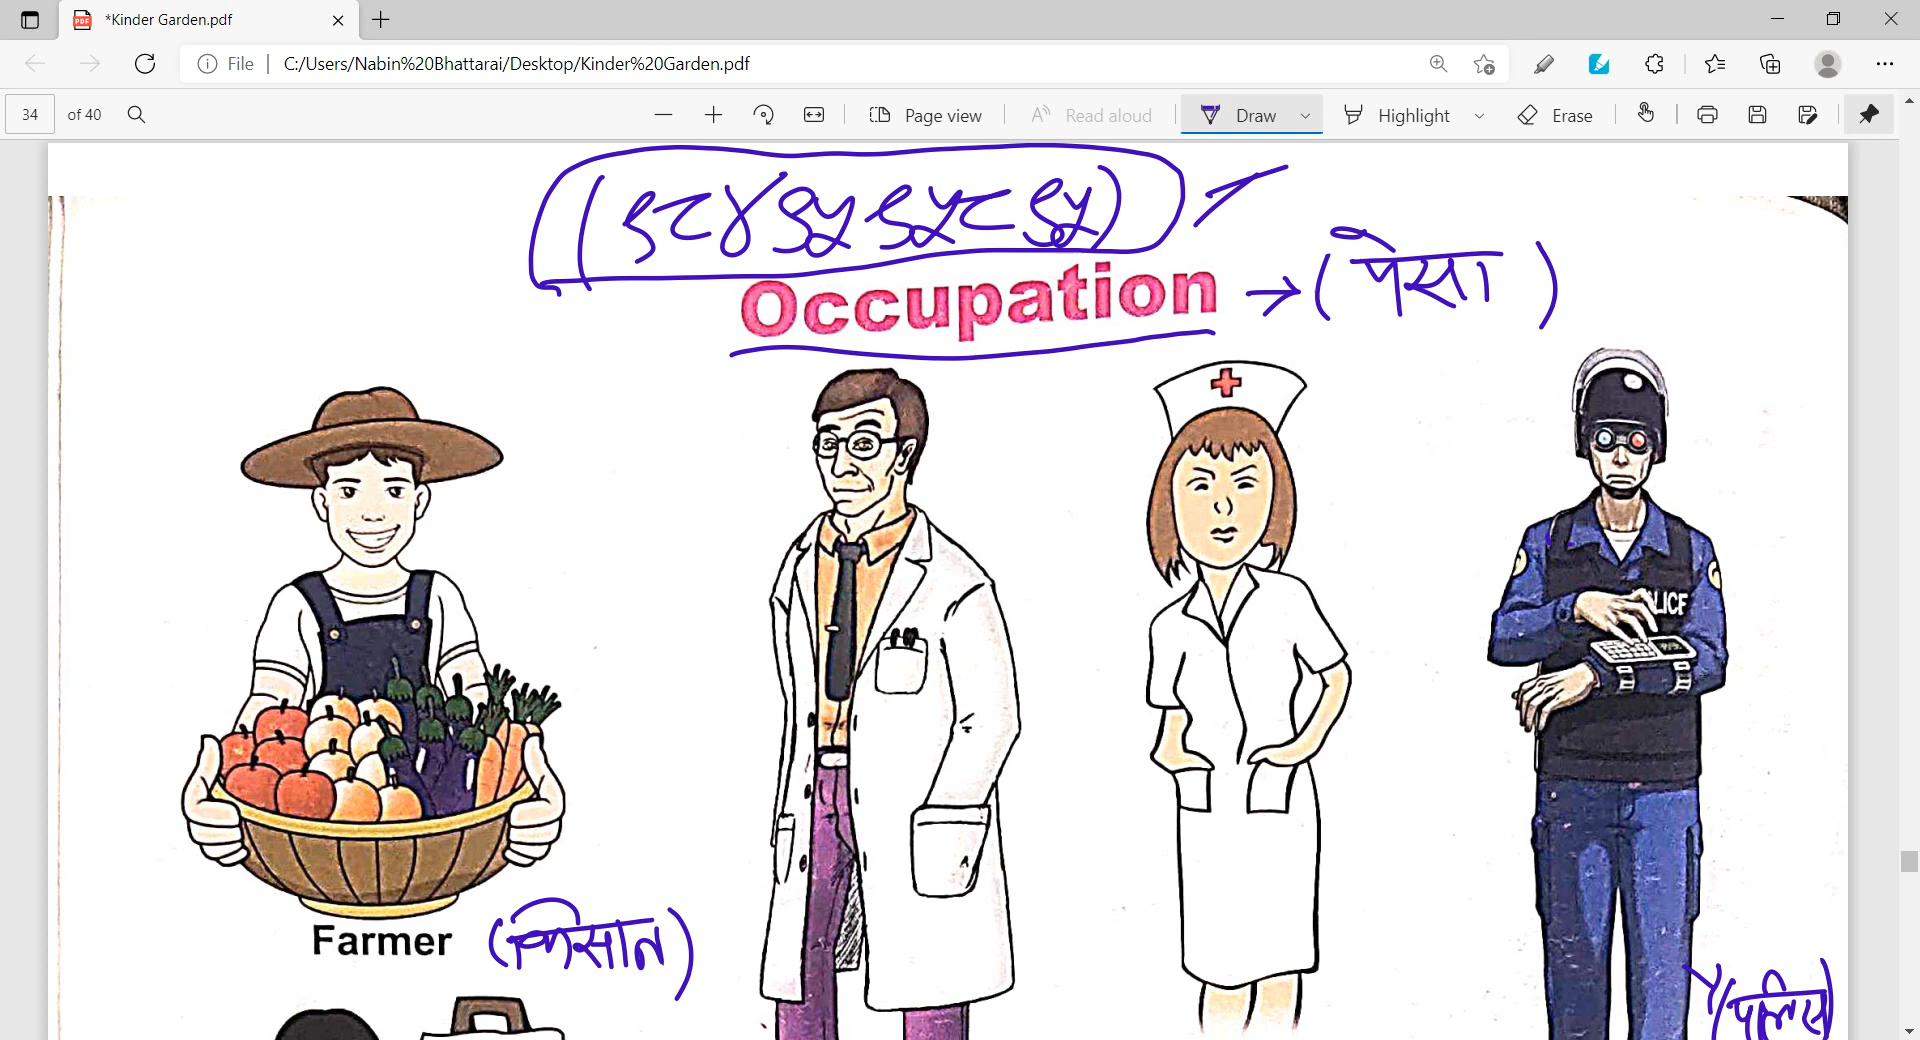 *Kinder Garden.pdf
File | C:/Users/Nabin%20Bhattarai/Desktop/Kinder%20Garden.pdf
34 of 40 Page view Read aloud Draw Highlight Erase
(९८४९५९५८९५)
Occupation → (पेसा)
LICE
Farmer (किसान)
(पुलिस)